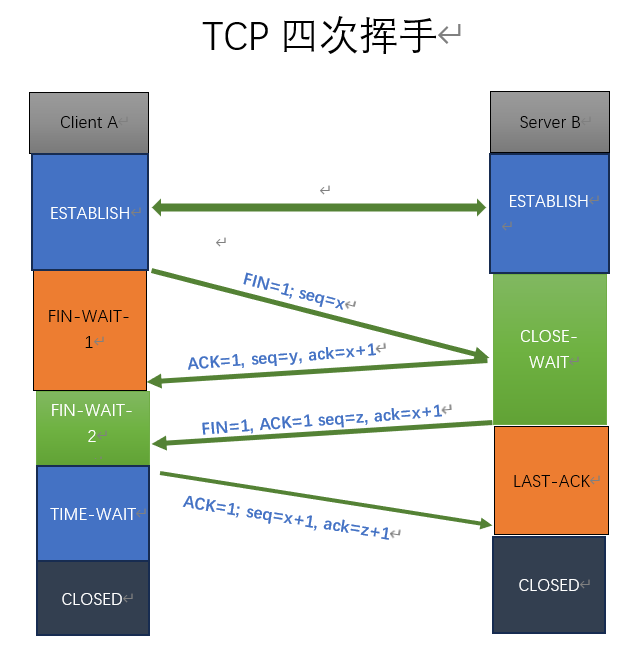 TCP 四次挥手
Client A
Server B
ESTABLISH
ESTABLISH
FIN=1; seq=x
FIN-WAIT-
1
CLOSE-
WAIT
ACK=1, seq=y, ack=x+1
FIN-WAIT-
2
FIN=1, ACK=1 seq=z, ack=x+1
LAST-ACK
TIME-WAIT
ACK=1; seq=x+1, ack=z+1
CLOSED
CLOSED